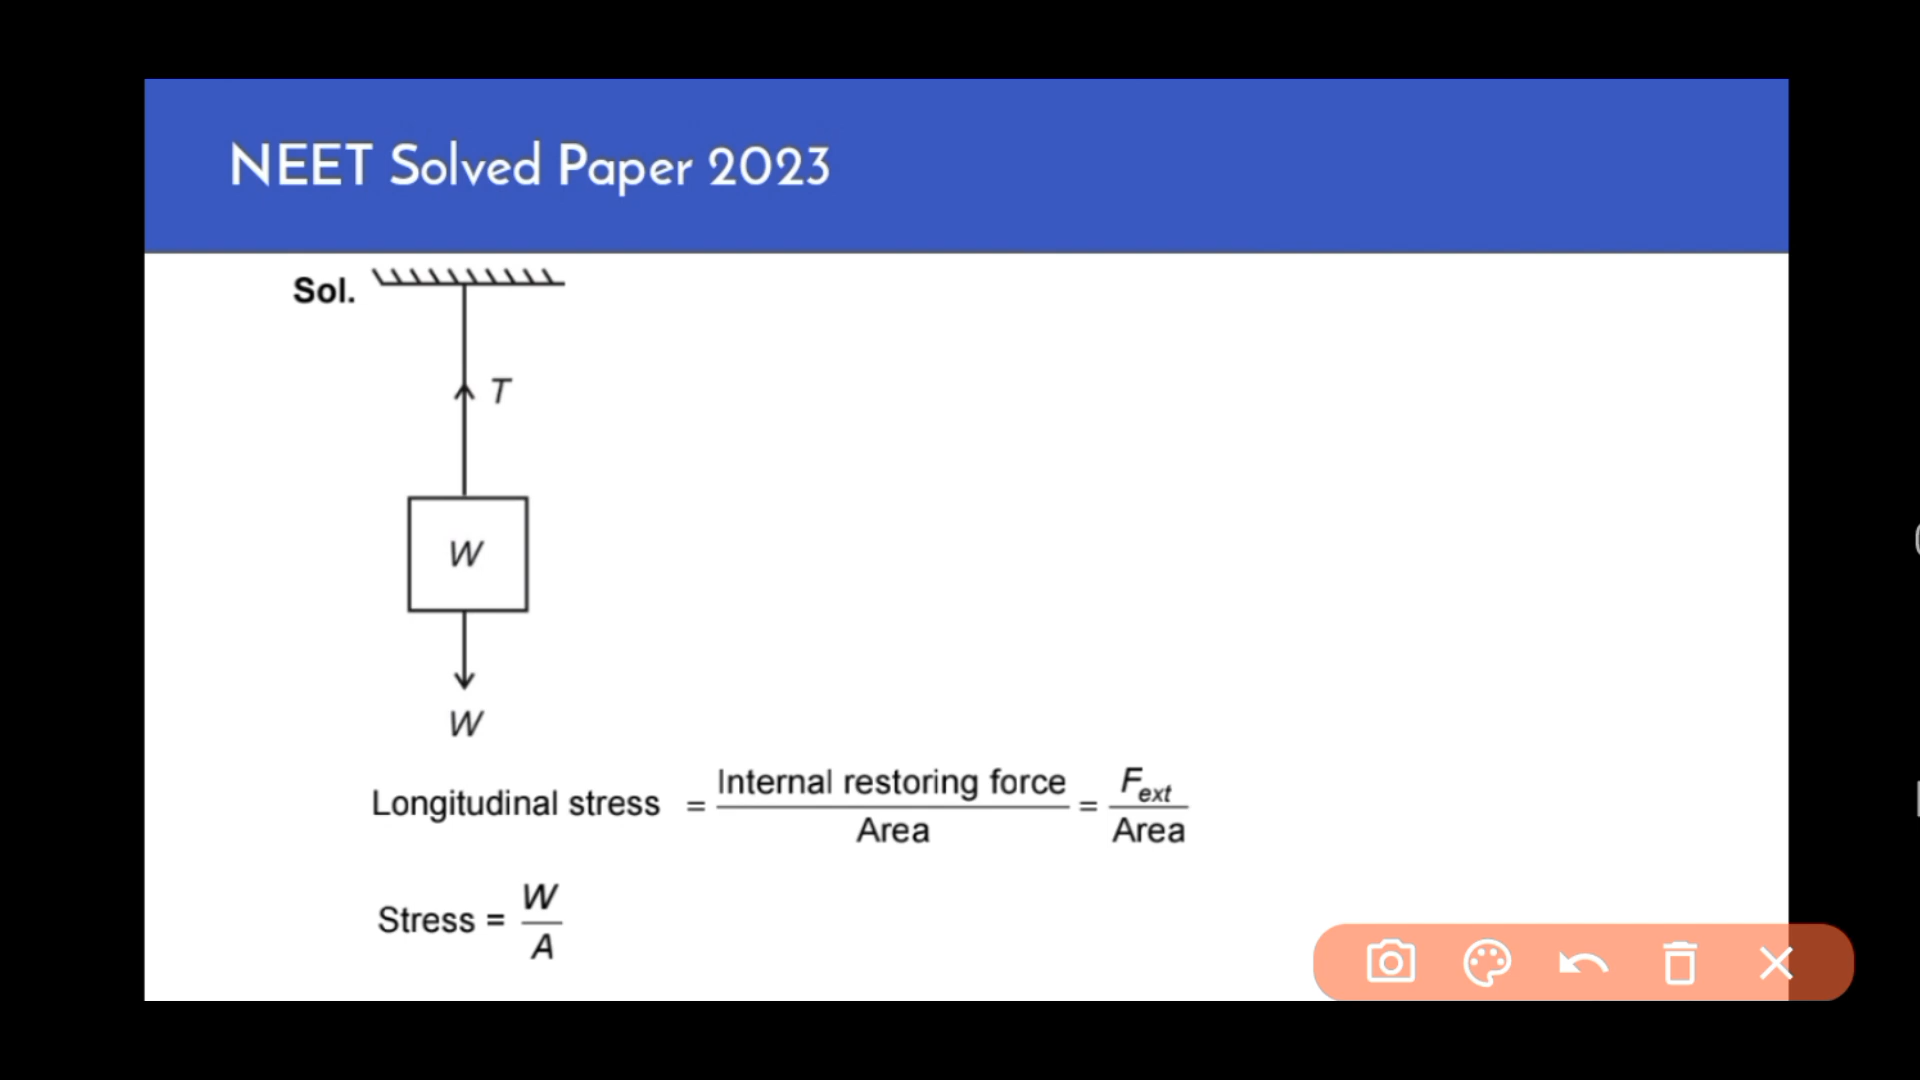 NEET Solved Paper 2023
Sol.
T
W
W
Longitudinal stress = Internal restoring force / Area = F_ext / Area
Stress = W / A